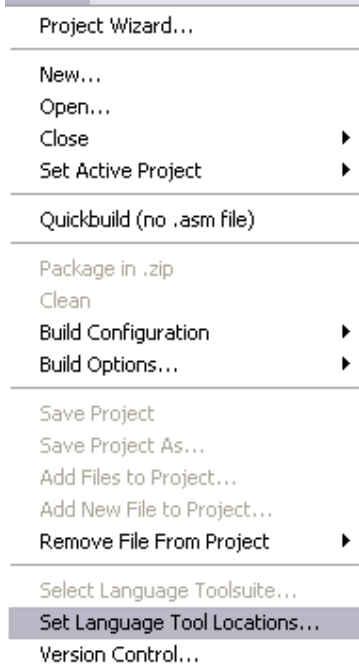 Project Wizard...
New...
Open...
Close
Set Active Project
Quickbuild (no .asm file)
Package in .zip
Clean
Build Configuration
Build Options...
Save Project
Save Project As...
Add Files to Project...
Add New File to Project...
Remove File From Project
Select Language Toolsuite...
Set Language Tool Locations...
Version Control...